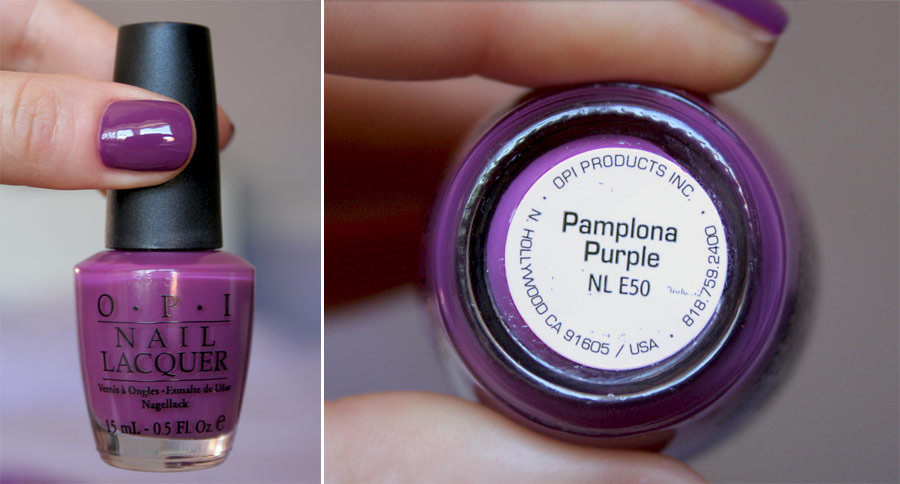 O·P·I
NAIL
LACQUER
Vernis à Ongles • Esmalte de Uñas
Nagellack
15 mL - 0.5 Fl. Oz. e
OPI PRODUCTS INC. •
Pamplona
Purple
NL E50
N. HOLLYWOOD CA 91605 / USA • 818.759.2400 •